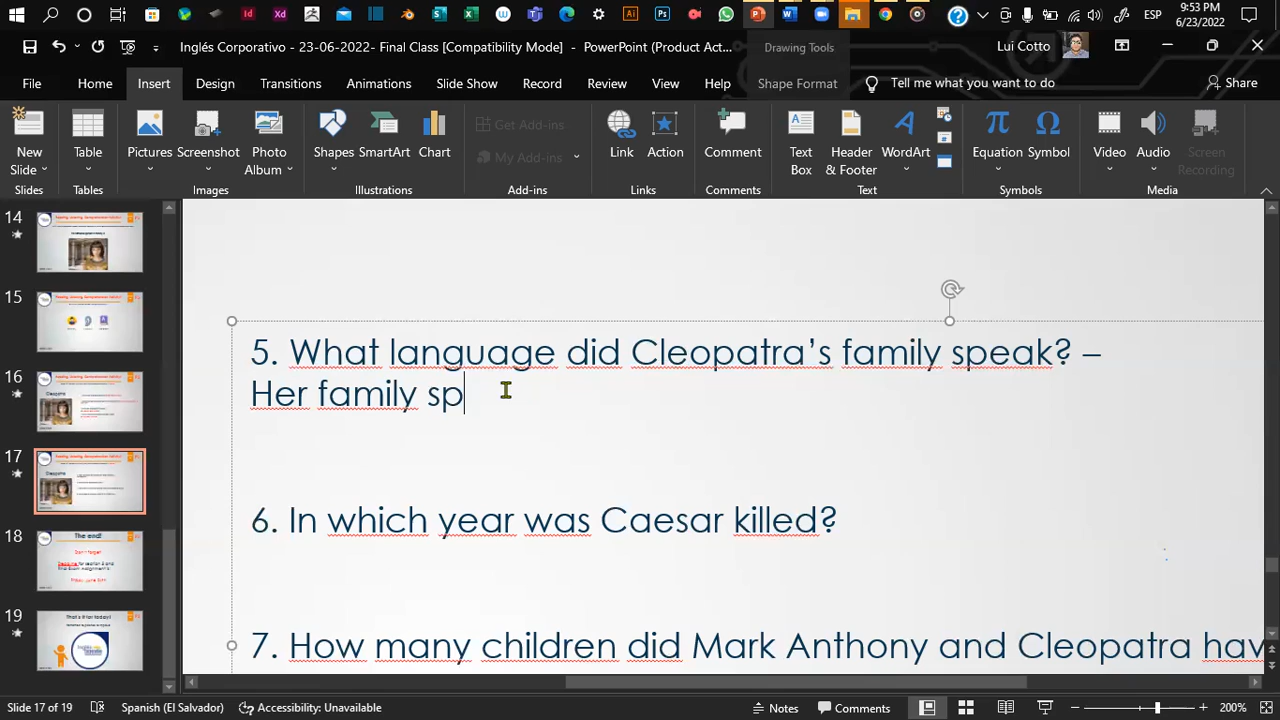 9:53 PM
ESP
6/23/2022
Inglés Corporativo - 23-06-2022- Final Class [Compatibility Mode] - PowerPoint (Product Act...
Drawing Tools
Lui Cotto
File Home Insert Design Transitions Animations Slide Show Record Review View Help Shape Format Tell me what you want to do Share
New Slide
Table
Pictures
Screenshot
Photo Album
Shapes
SmartArt
Chart
Get Add-ins
My Add-ins
Link
Action
Comment
Text Box
Header & Footer
WordArt
Equation
Symbol
Video
Audio
Screen Recording
Slides Tables Images Illustrations Add-ins Links Comments Text Symbols Media
14
15
16
17
18
The end!
Don't forget
19
That's it for today!
5. What language did Cleopatra’s family speak? –
Her family sp
6. In which year was Caesar killed?
7. How many children did Mark Anthony and Cleopatra hav
Slide 17 of 19 Spanish (El Salvador) Accessibility: Unavailable Notes Comments 200%